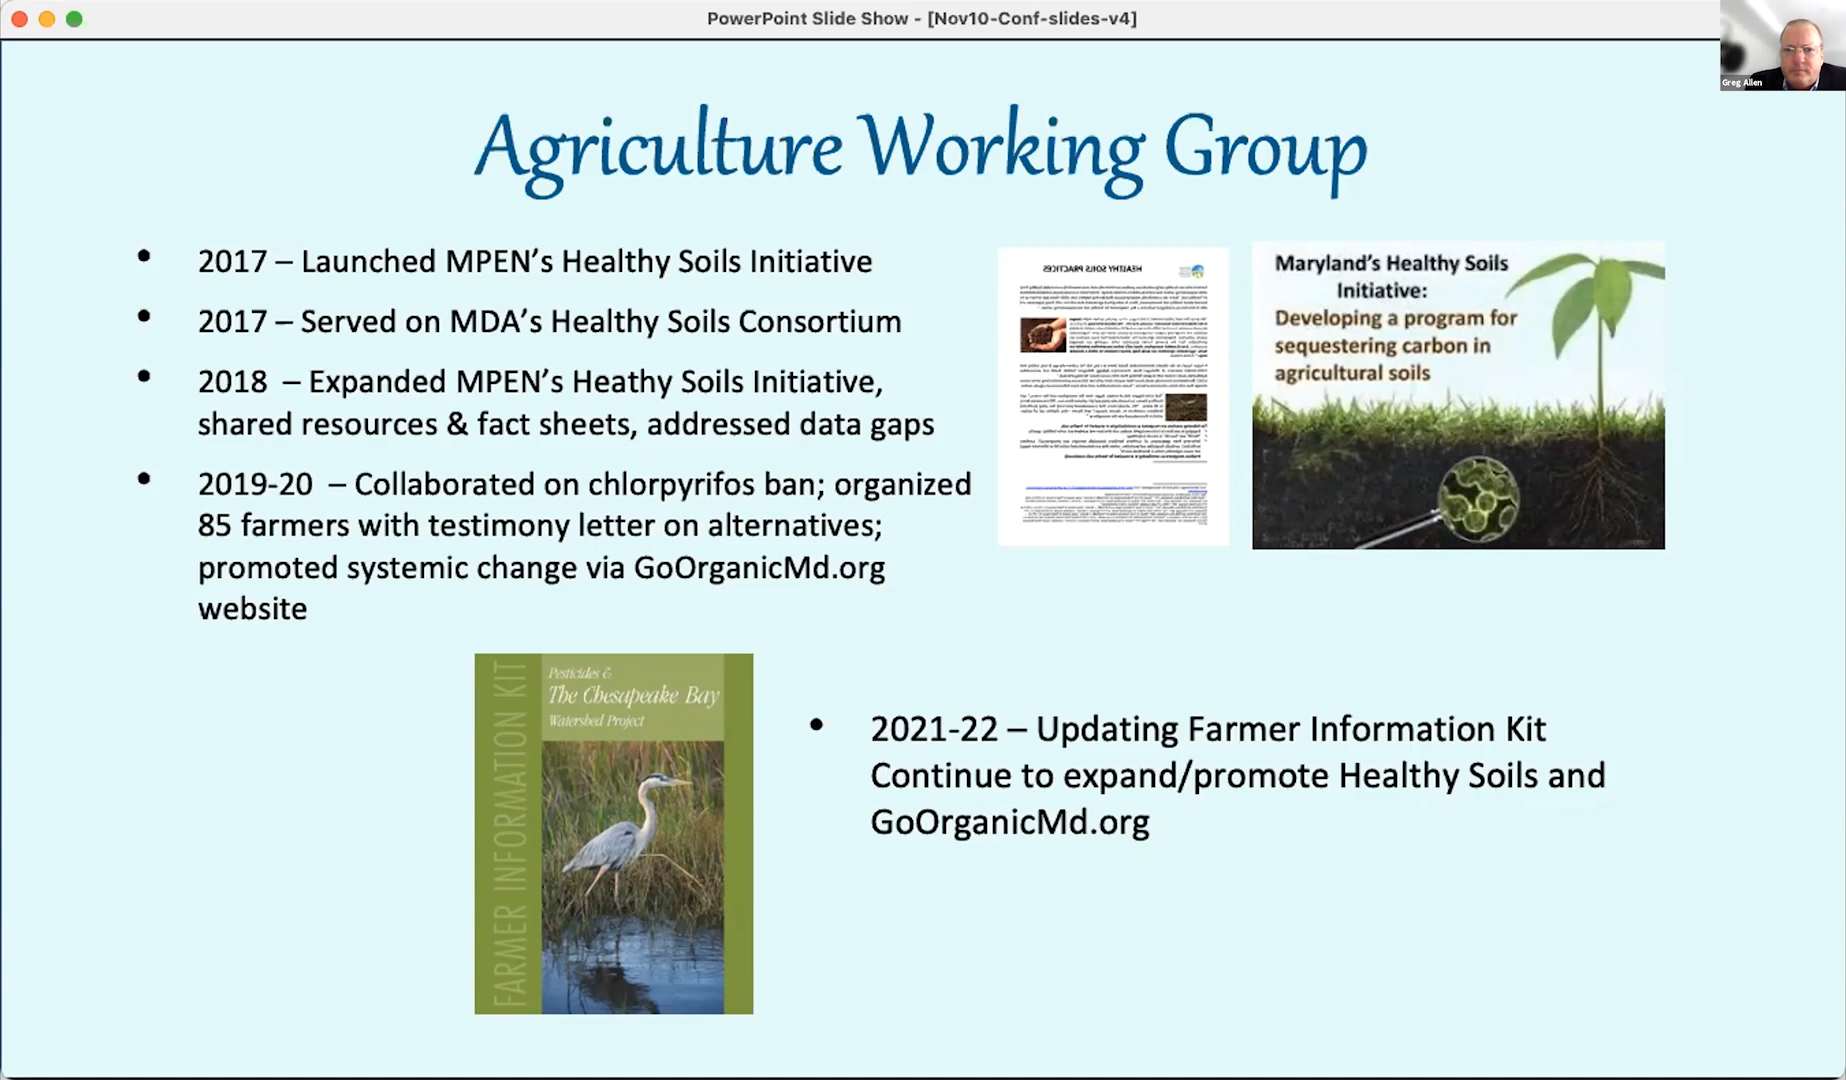 PowerPoint Slide Show - [Nov10-Conf-slides-v4]
Greg Allen
Agriculture Working Group
• 2017 – Launched MPEN’s Healthy Soils Initiative
• 2017 – Served on MDA’s Healthy Soils Consortium
• 2018 – Expanded MPEN’s Heathy Soils Initiative,
shared resources & fact sheets, addressed data gaps
• 2019-20 – Collaborated on chlorpyrifos ban; organized
85 farmers with testimony letter on alternatives;
promoted systemic change via GoOrganicMd.org
website
HEALTHY SOILS PRACTICES
Maryland’s Healthy Soils
Initiative:
Developing a program for
sequestering carbon in
agricultural soils
FARMER INFORMATION KIT
Pesticides &
The Chesapeake Bay
Watershed Project
• 2021-22 – Updating Farmer Information Kit
Continue to expand/promote Healthy Soils and
GoOrganicMd.org